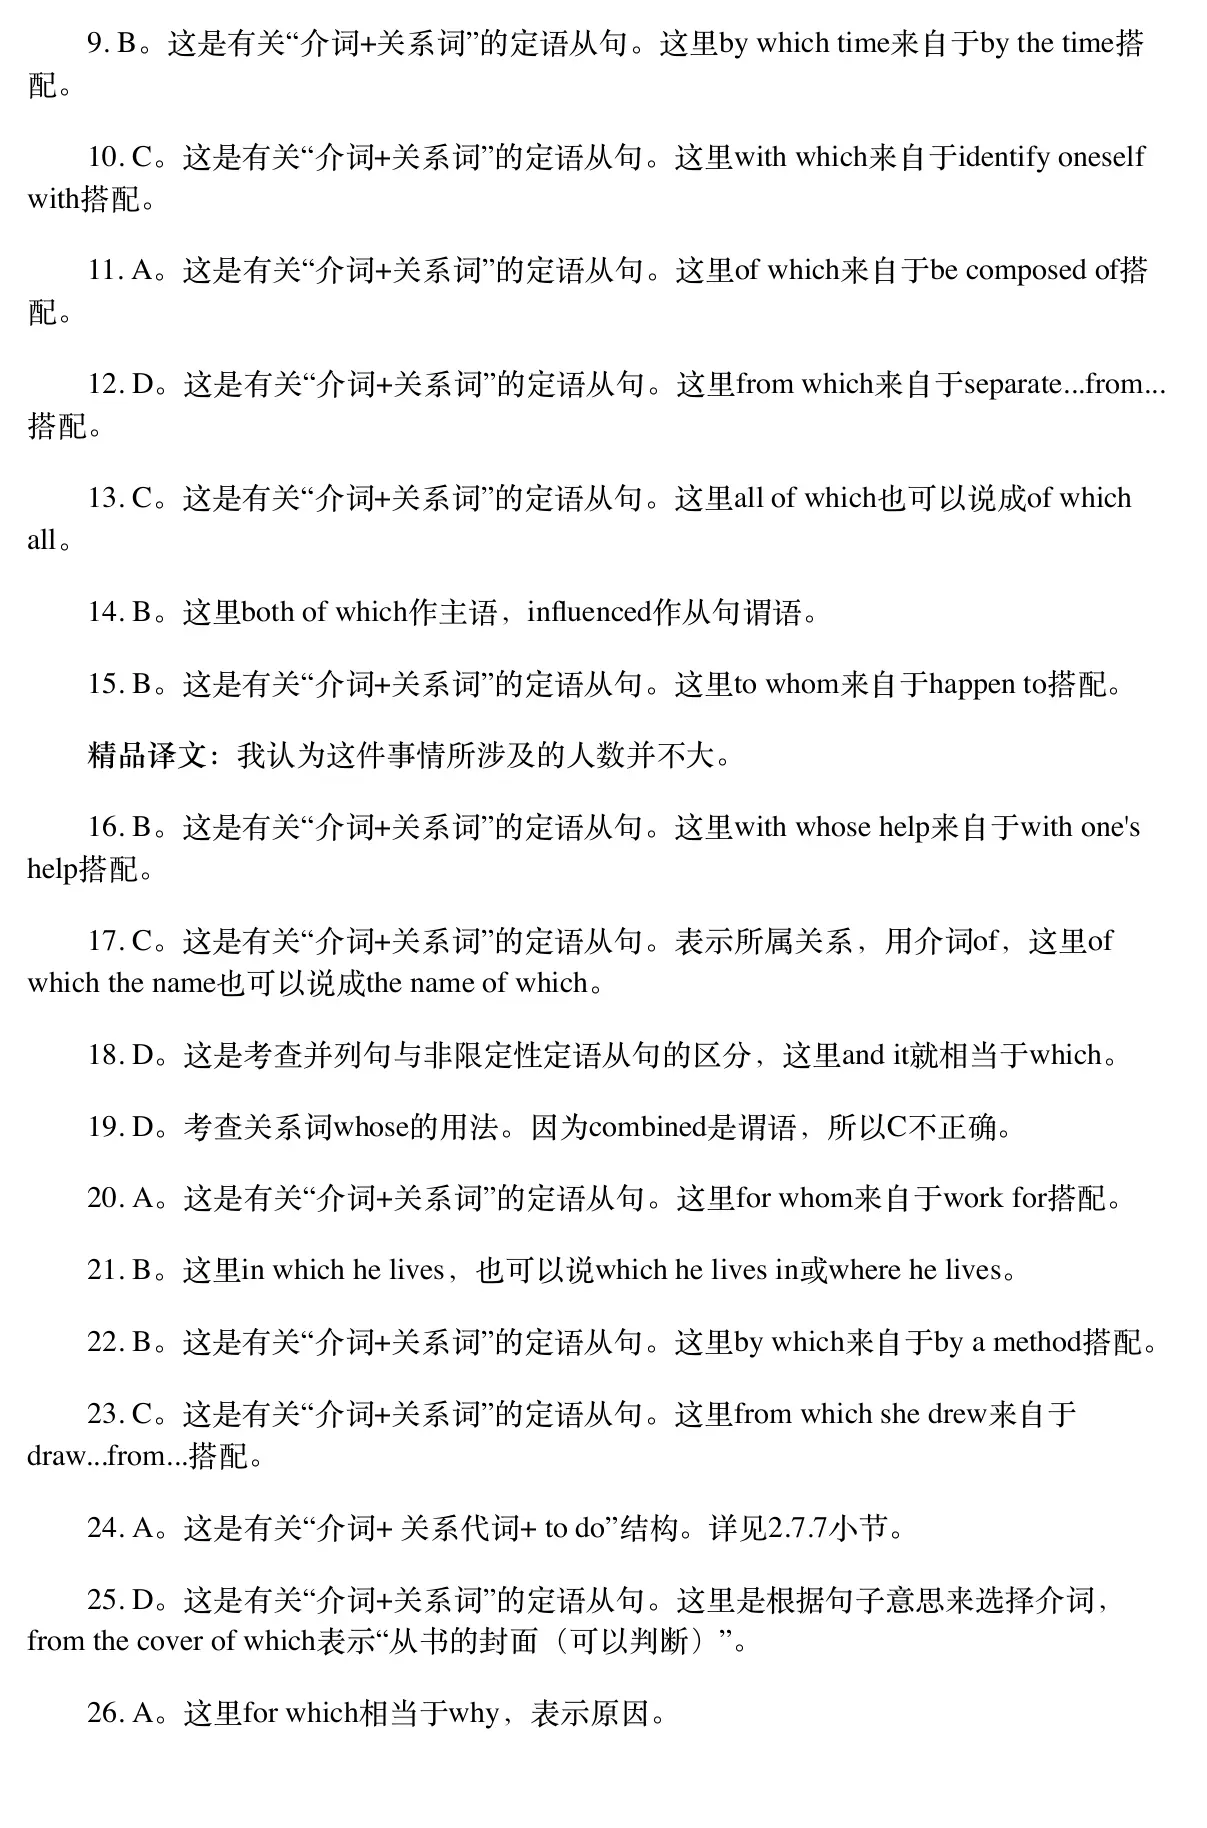 9. B。这是有关“介词+关系词”的定语从句。这里by which time来自于by the time搭
配。
10. C。这是有关“介词+关系词”的定语从句。这里with which来自于identify oneself
with搭配。
11. A。这是有关“介词+关系词”的定语从句。这里of which来自于be composed of搭
配。
12. D。这是有关“介词+关系词”的定语从句。这里from which来自于separate...from...
搭配。
13. C。这是有关“介词+关系词”的定语从句。这里all of which也可以说成of which
all。
14. B。这里both of which作主语，influenced作从句谓语。
15. B。这是有关“介词+关系词”的定语从句。这里to whom来自于happen to搭配。
精品译文：我认为这件事情所涉及的人数并不大。
16. B。这是有关“介词+关系词”的定语从句。这里with whose help来自于with one's
help搭配。
17. C。这是有关“介词+关系词”的定语从句。表示所属关系，用介词of，这里of
which the name也可以说成the name of which。
18. D。这是考查并列句与非限定性定语从句的区分，这里and it就相当于which。
19. D。考查关系词whose的用法。因为combined是谓语，所以C不正确。
20. A。这是有关“介词+关系词”的定语从句。这里for whom来自于work for搭配。
21. B。这里in which he lives，也可以说which he lives in或where he lives。
22. B。这是有关“介词+关系词”的定语从句。这里by which来自于by a method搭配。
23. C。这是有关“介词+关系词”的定语从句。这里from which she drew来自于
draw...from...搭配。
24. A。这是有关“介词+ 关系代词+ to do”结构。详见2.7.7小节。
25. D。这是有关“介词+关系词”的定语从句。这里是根据句子意思来选择介词，
from the cover of which表示“从书的封面（可以判断）”。
26. A。这里for which相当于why，表示原因。